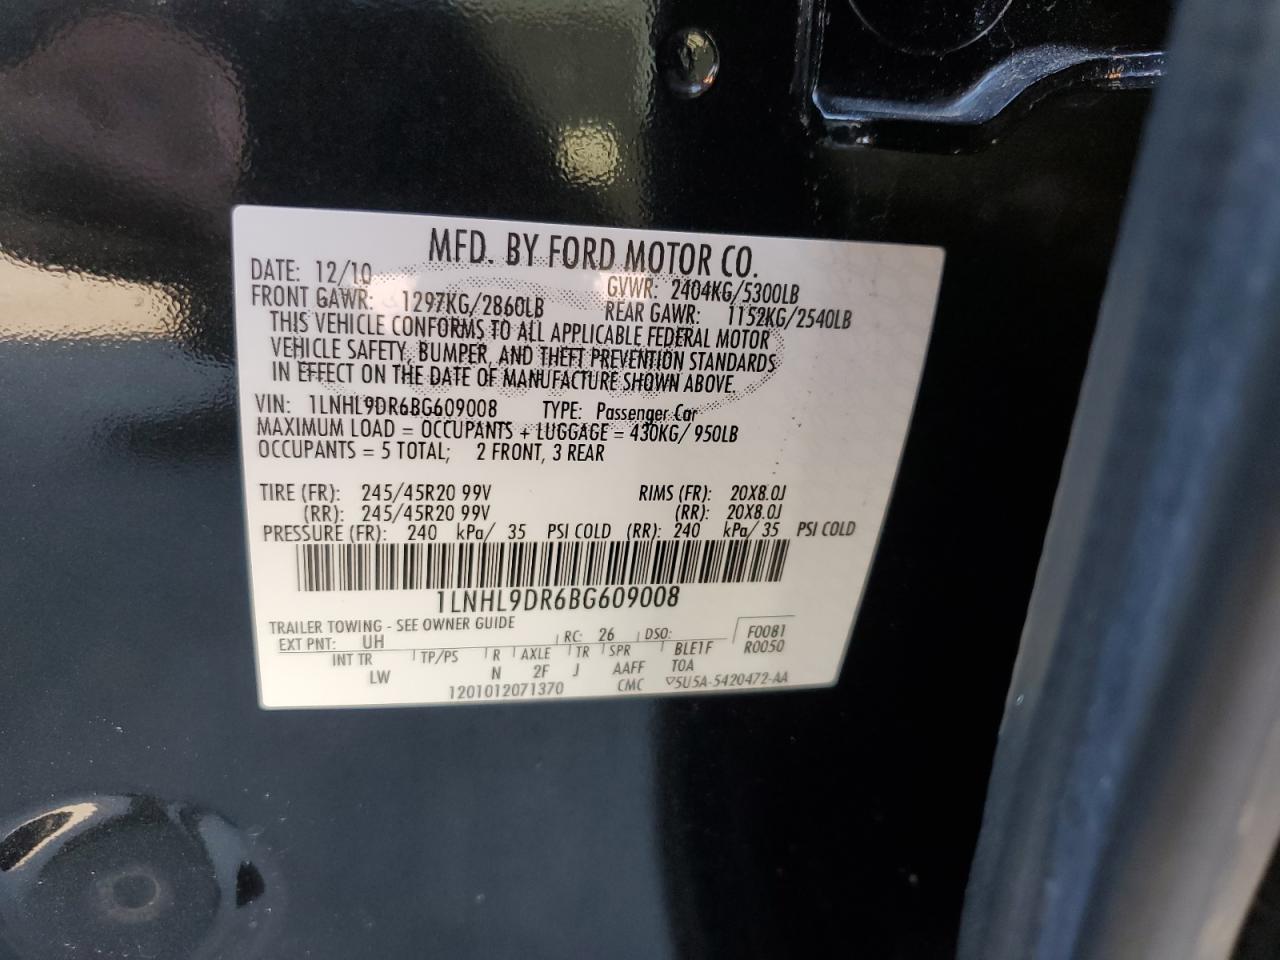 MFD. BY FORD MOTOR CO.
DATE: 12/10 GVWR: 2404KG/5300LB
FRONT GAWR: 1297KG/2860LB REAR GAWR: 1152KG/2540LB
THIS VEHICLE CONFORMS TO ALL APPLICABLE FEDERAL MOTOR
VEHICLE SAFETY, BUMPER, AND THEFT PREVENTION STANDARDS
IN EFFECT ON THE DATE OF MANUFACTURE SHOWN ABOVE.
VIN: 1LNHL9DR6BG609008 TYPE: Passenger Car
MAXIMUM LOAD = OCCUPANTS + LUGGAGE = 430KG/ 950LB
OCCUPANTS = 5 TOTAL; 2 FRONT, 3 REAR
TIRE (FR): 245/45R20 99V RIMS (FR): 20X8.0J
(RR): 245/45R20 99V (RR): 20X8.0J
PRESSURE (FR): 240 kPa/ 35 PSI COLD (RR): 240 kPa/ 35 PSI COLD
1LNHL9DR6BG609008
TRAILER TOWING - SEE OWNER GUIDE
EXT PNT: UH RC: 26 DSO: F0081
INT TR TP/PS R AXLE TR SPR BLE1F R0050
LW N 2F J AAFF TOA
1201012071370 CMC ▽5U5A-5420472-AA